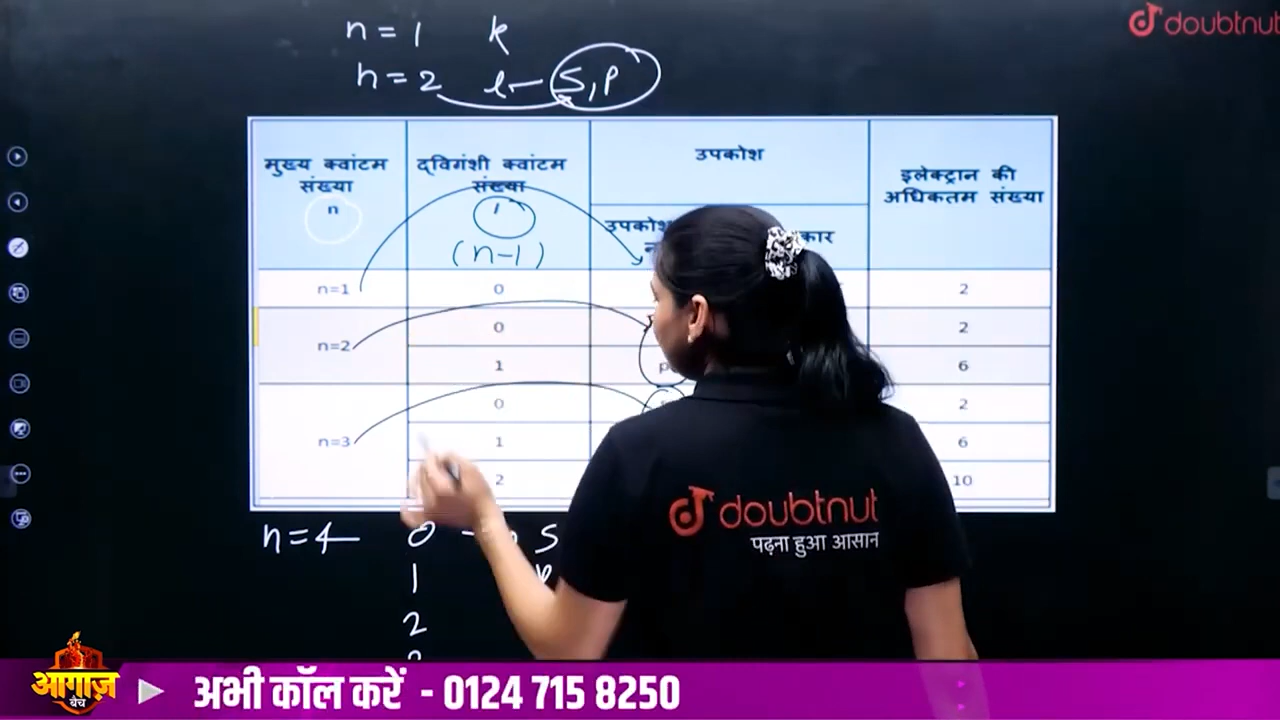 n = 1 k
doubtnut
n = 2 l — S, P
मुख्य क्वांटम
संख्या
n
द्विगंशी क्वांटम
संख्या
l
(n-1)
उपकोश
उपकोश
कार
इलेक्ट्रान की
अधिकतम संख्या
n=1 0 2
n=2
0 2
1 6
n=3
0 2
1 6
2 10
n=4 0 S
1
2
doubtnut
पढ़ना हुआ आसान
आगाज़
बैच
अभी कॉल करें - 0124 715 8250